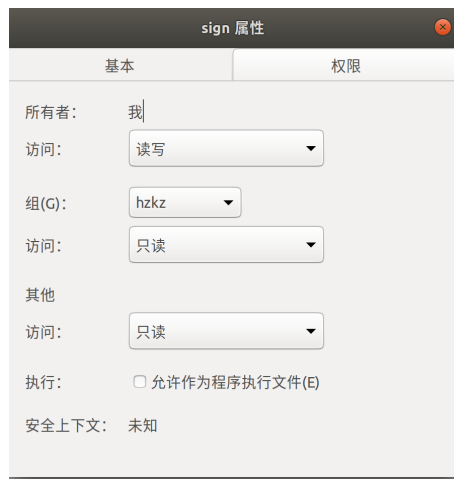 sign 属性
基本 权限
所有者： 我
访问： 读写
组(G)： hzkz
访问： 只读
其他
访问： 只读
执行： 允许作为程序执行文件(E)
安全上下文： 未知